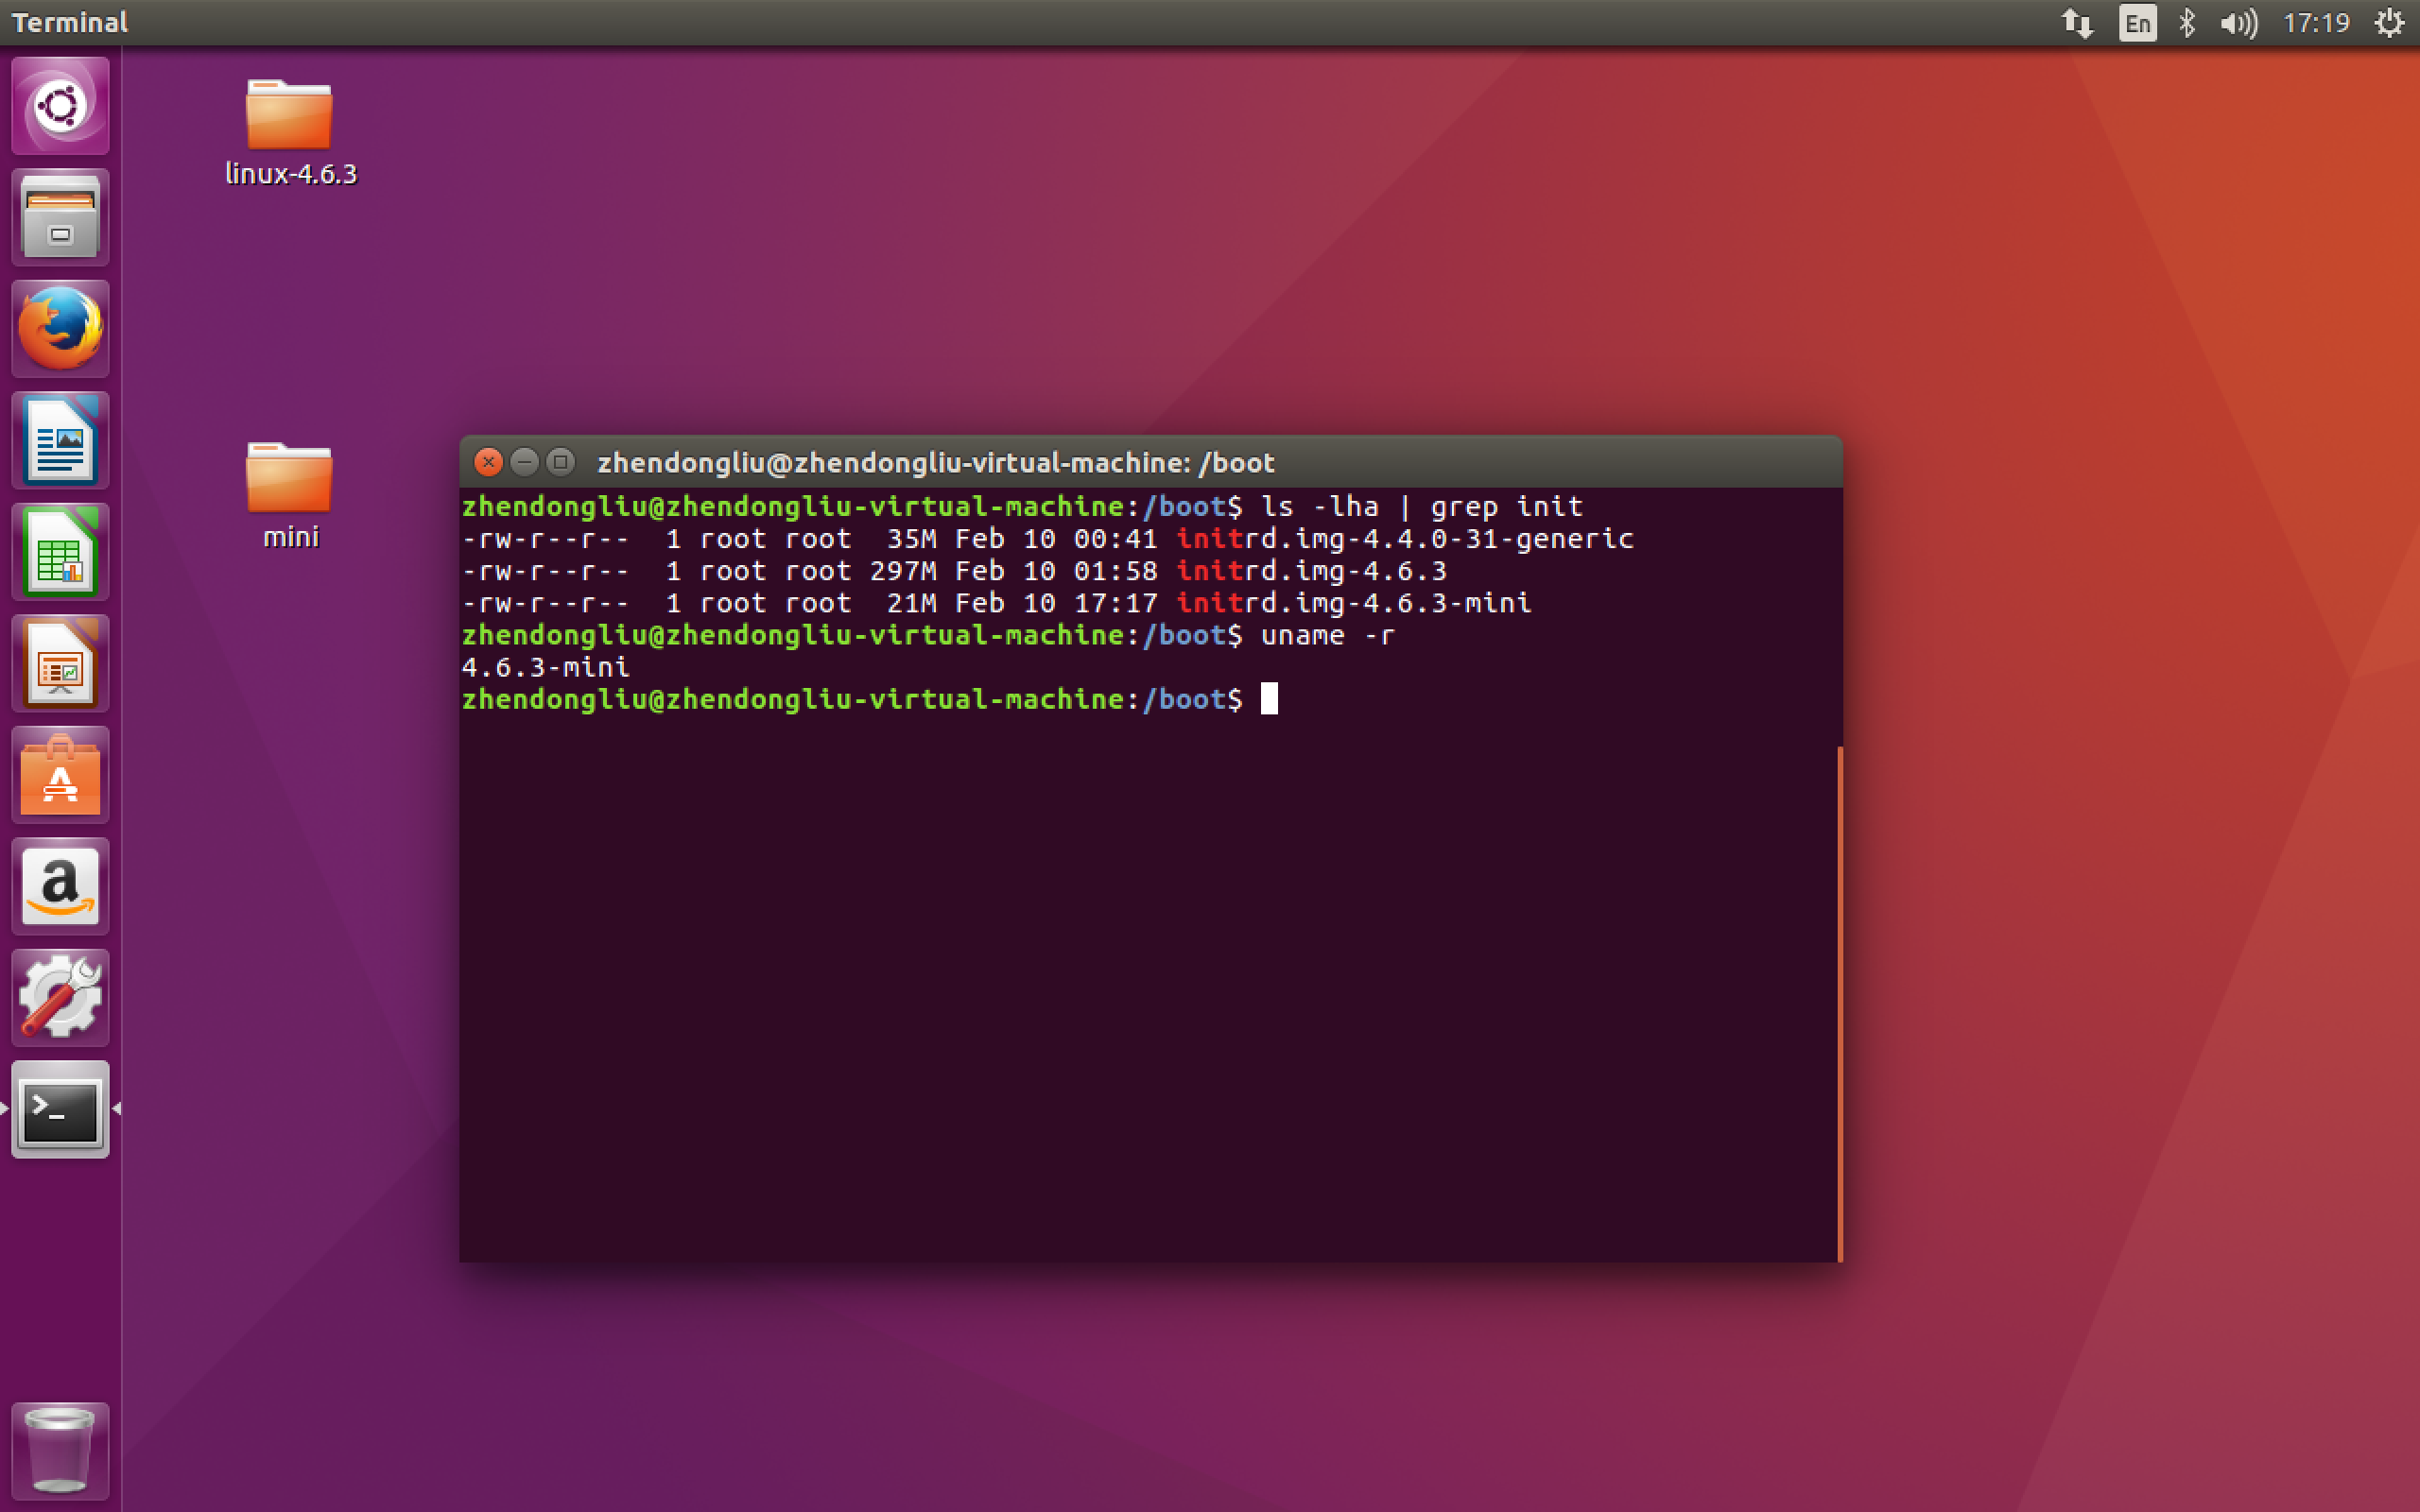 Terminal
En
17:19
linux-4.6.3
mini
zhendongliu@zhendongliu-virtual-machine: /boot
zhendongliu@zhendongliu-virtual-machine:/boot$ ls -lha | grep init
-rw-r--r--  1 root root  35M Feb 10 00:41 initrd.img-4.4.0-31-generic
-rw-r--r--  1 root root 297M Feb 10 01:58 initrd.img-4.6.3
-rw-r--r--  1 root root  21M Feb 10 17:17 initrd.img-4.6.3-mini
zhendongliu@zhendongliu-virtual-machine:/boot$ uname -r
4.6.3-mini
zhendongliu@zhendongliu-virtual-machine:/boot$